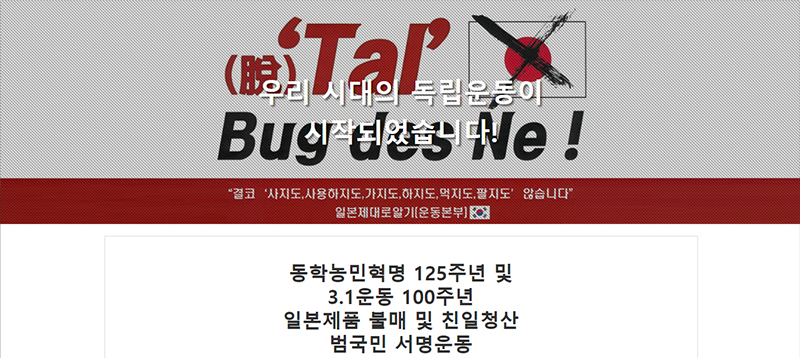 (脫) ‘Tal’
우리 시대의 독립운동이
시작되었습니다!
Bug des Ńe !
“결코 ‘사지도,사용하지도,가지도,하지도,먹지도,팔지도’ 않습니다”
일본제대로알기[운동본부]
동학농민혁명 125주년 및
3.1운동 100주년
일본제품 불매 및 친일청산
범국민 서명운동